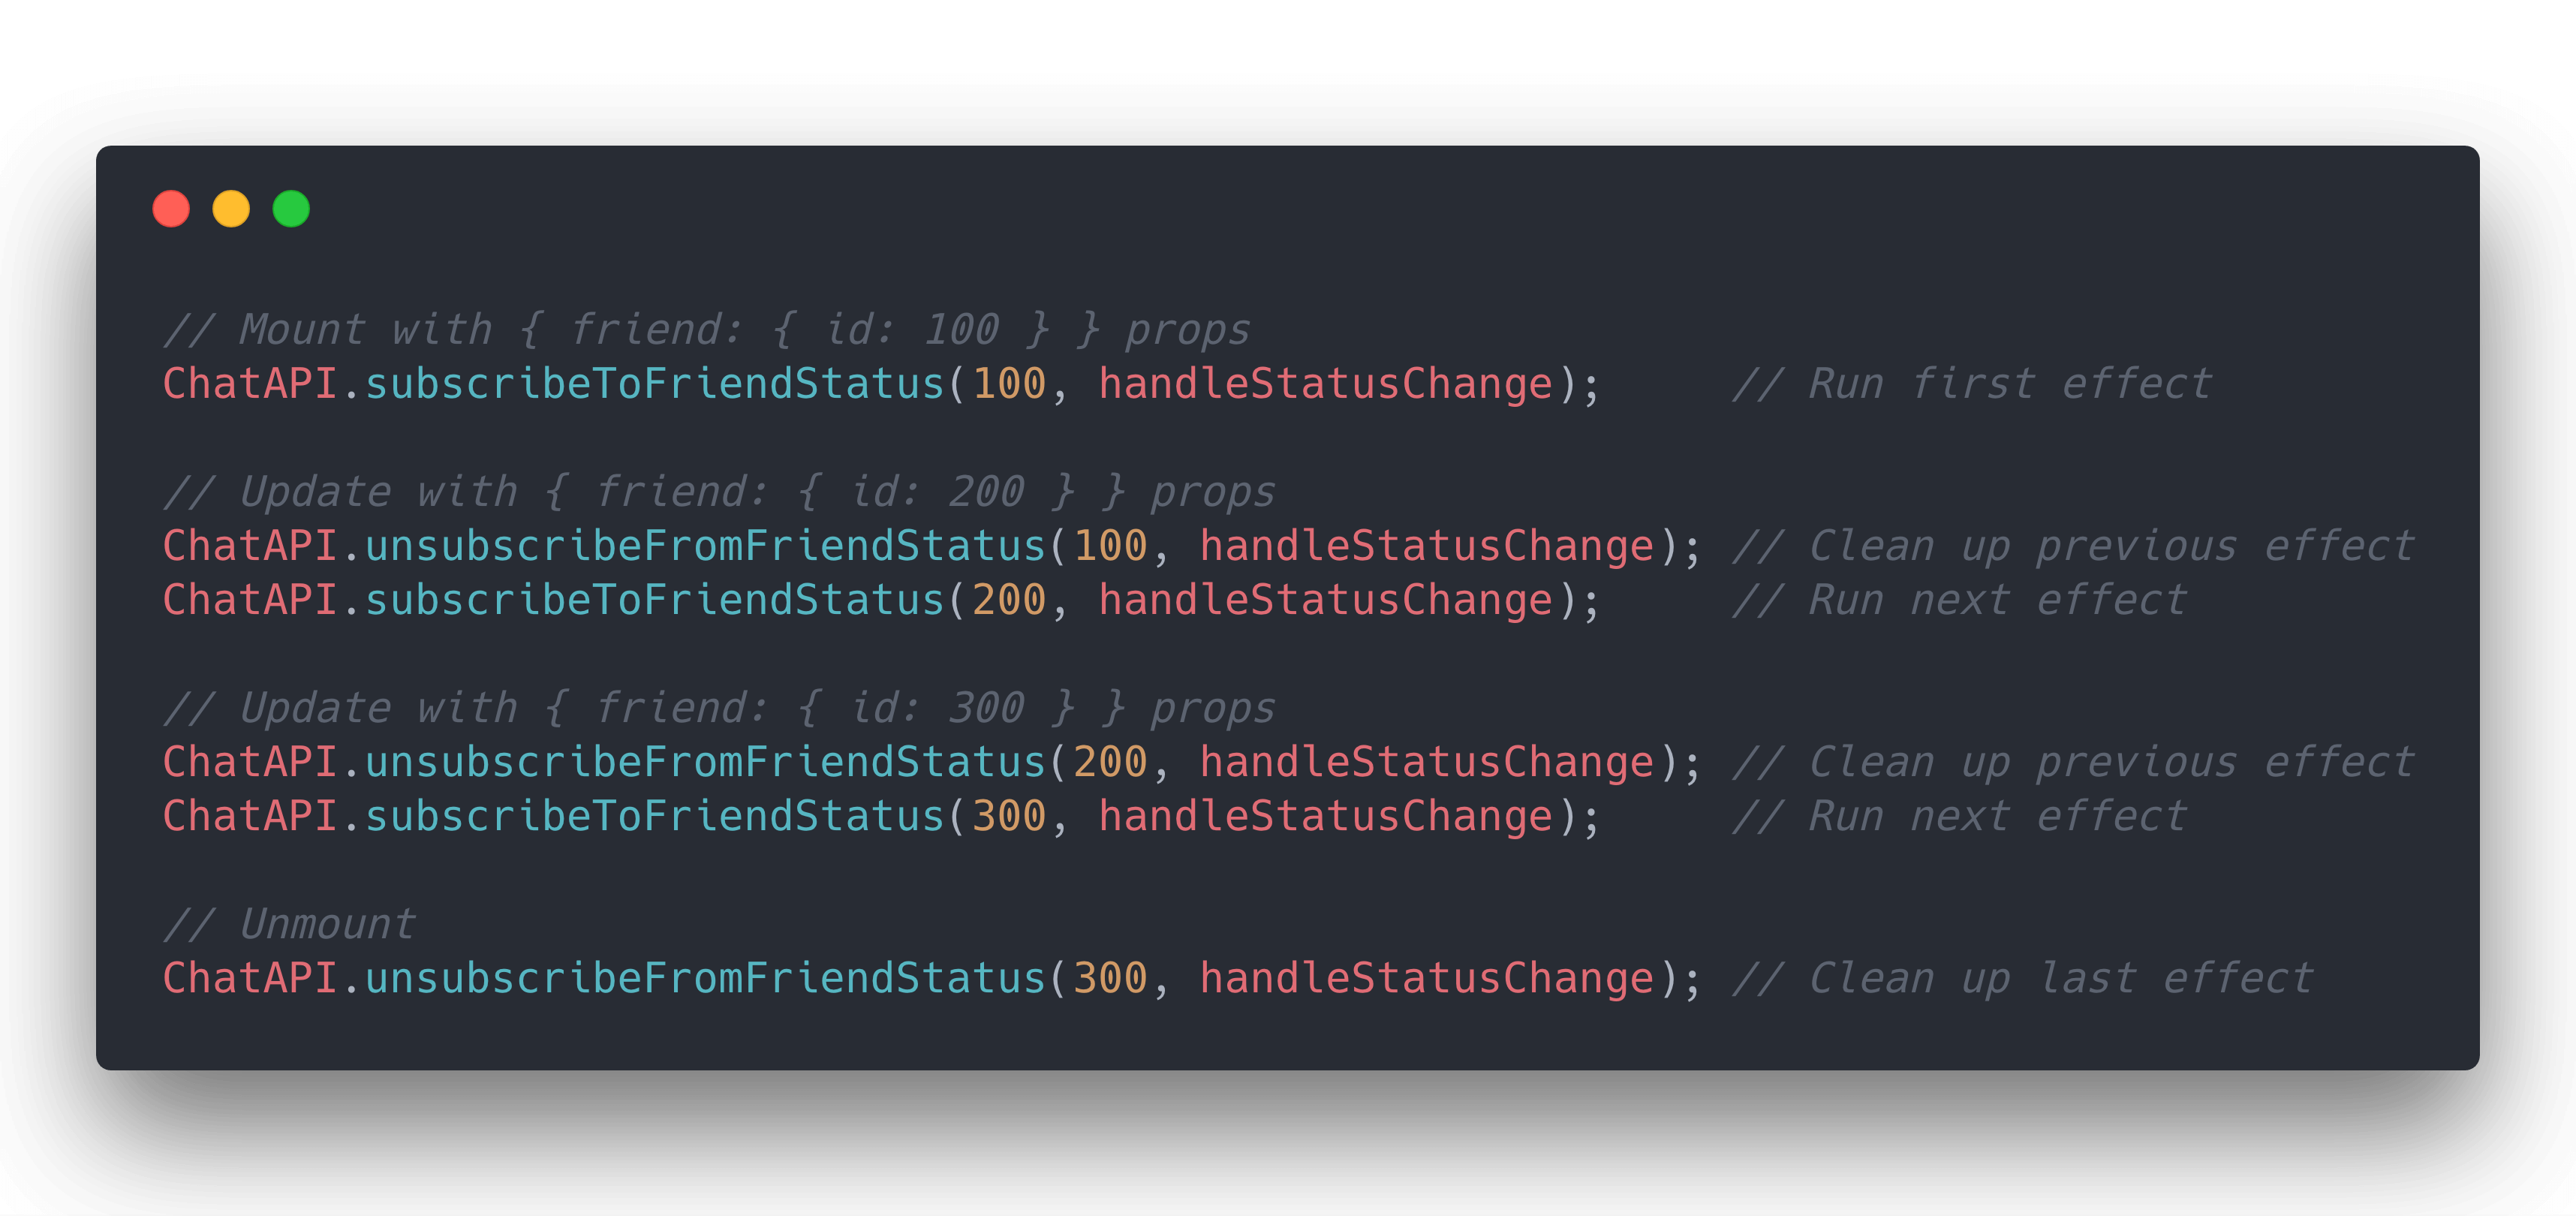 // Mount with { friend: { id: 100 } } props
ChatAPI.subscribeToFriendStatus(100, handleStatusChange);     // Run first effect

// Update with { friend: { id: 200 } } props
ChatAPI.unsubscribeFromFriendStatus(100, handleStatusChange); // Clean up previous effect
ChatAPI.subscribeToFriendStatus(200, handleStatusChange);     // Run next effect

// Update with { friend: { id: 300 } } props
ChatAPI.unsubscribeFromFriendStatus(200, handleStatusChange); // Clean up previous effect
ChatAPI.subscribeToFriendStatus(300, handleStatusChange);     // Run next effect

// Unmount
ChatAPI.unsubscribeFromFriendStatus(300, handleStatusChange); // Clean up last effect